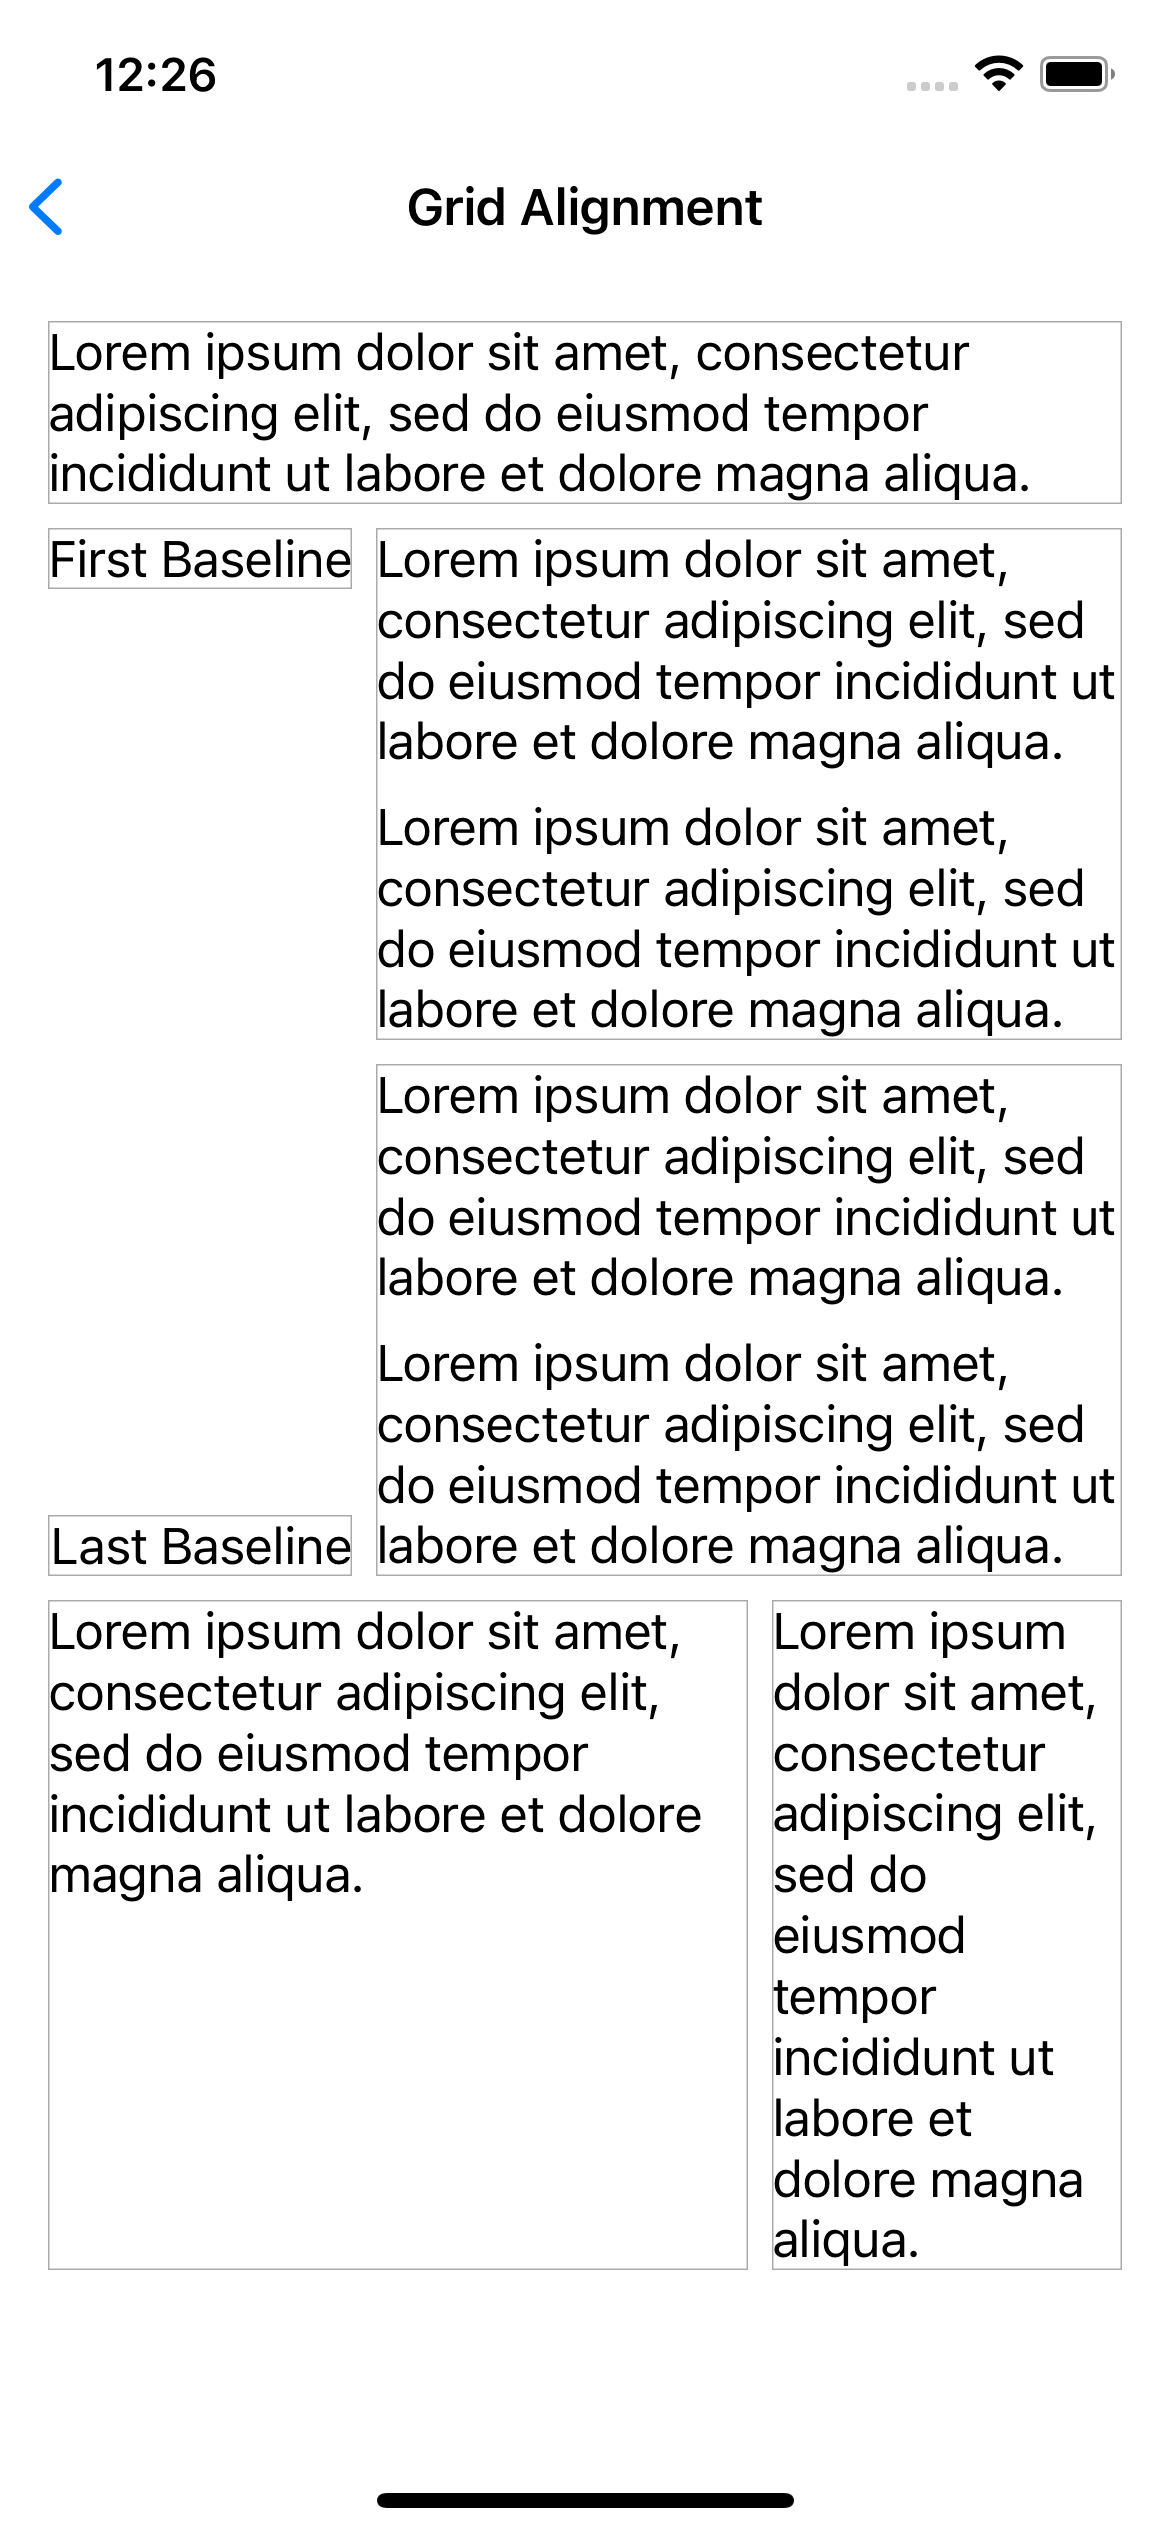 12:26
Grid Alignment
Lorem ipsum dolor sit amet, consectetur
adipiscing elit, sed do eiusmod tempor
incididunt ut labore et dolore magna aliqua.
First Baseline
Lorem ipsum dolor sit amet,
consectetur adipiscing elit, sed
do eiusmod tempor incididunt ut
labore et dolore magna aliqua.
Lorem ipsum dolor sit amet,
consectetur adipiscing elit, sed
do eiusmod tempor incididunt ut
labore et dolore magna aliqua.
Last Baseline
Lorem ipsum dolor sit amet,
consectetur adipiscing elit, sed
do eiusmod tempor incididunt ut
labore et dolore magna aliqua.
Lorem ipsum dolor sit amet,
consectetur adipiscing elit, sed
do eiusmod tempor incididunt ut
labore et dolore magna aliqua.
Lorem ipsum dolor sit amet,
consectetur adipiscing elit,
sed do eiusmod tempor
incididunt ut labore et dolore
magna aliqua.
Lorem ipsum
dolor sit amet,
consectetur
adipiscing elit,
sed do
eiusmod
tempor
incididunt ut
labore et
dolore magna
aliqua.